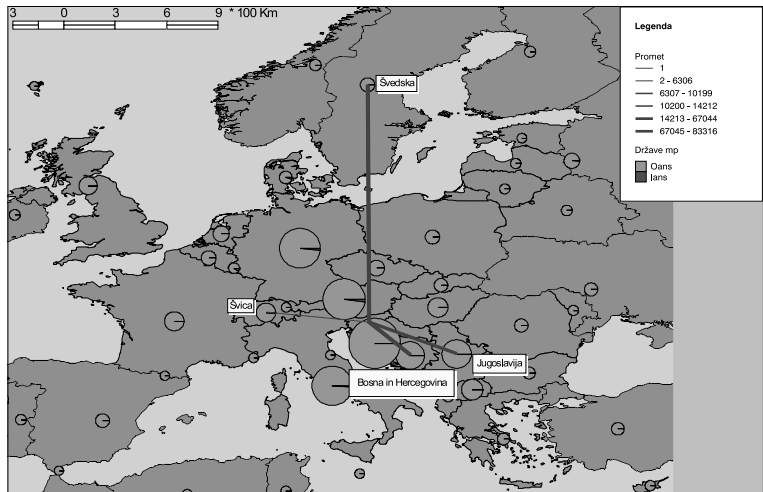 3 0 3 6 9 * 100 Km
Legenda
Promet
1
2 - 6306
6307 - 10199
10200 - 14212
14213 - 67044
67045 - 83316
Države mp
Oans
Ians
Švedska
Švica
Jugoslavija
Bosna in Hercegovina